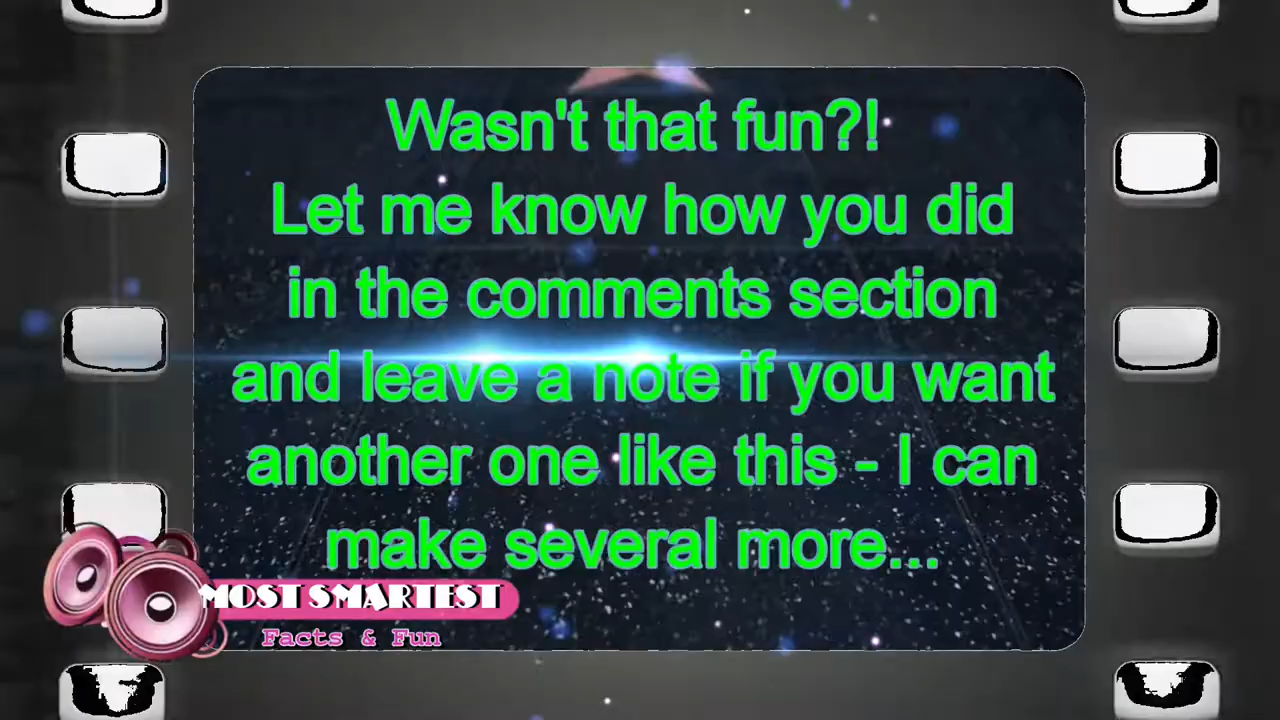 Wasn't that fun?!
Let me know how you did
in the comments section
and leave a note if you want
another one like this - I can
make several more...
MOST SMARTEST
Facts & Fun